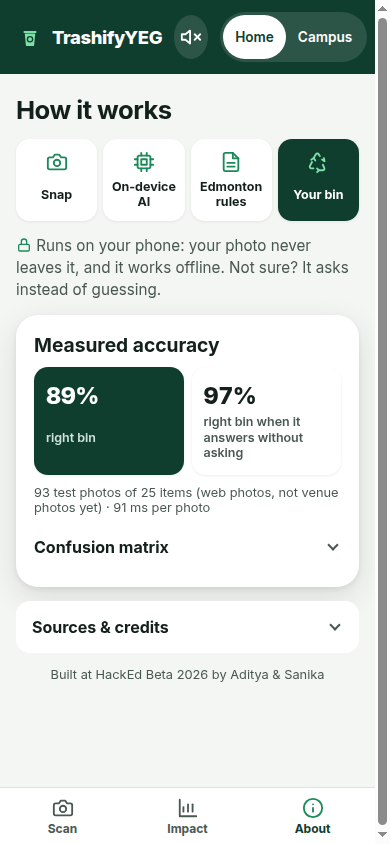 TrashifyYEG
Home
Campus
How it works
Snap
On-device
AI
Edmonton
rules
Your bin
Runs on your phone: your photo never
leaves it, and it works offline. Not sure? It asks
instead of guessing.
Measured accuracy
89%
right bin
97%
right bin when it
answers without
asking
93 test photos of 25 items (web photos, not venue
photos yet) · 91 ms per photo
Confusion matrix
Sources & credits
Built at HackEd Beta 2026 by Aditya & Sanika
Scan
Impact
About